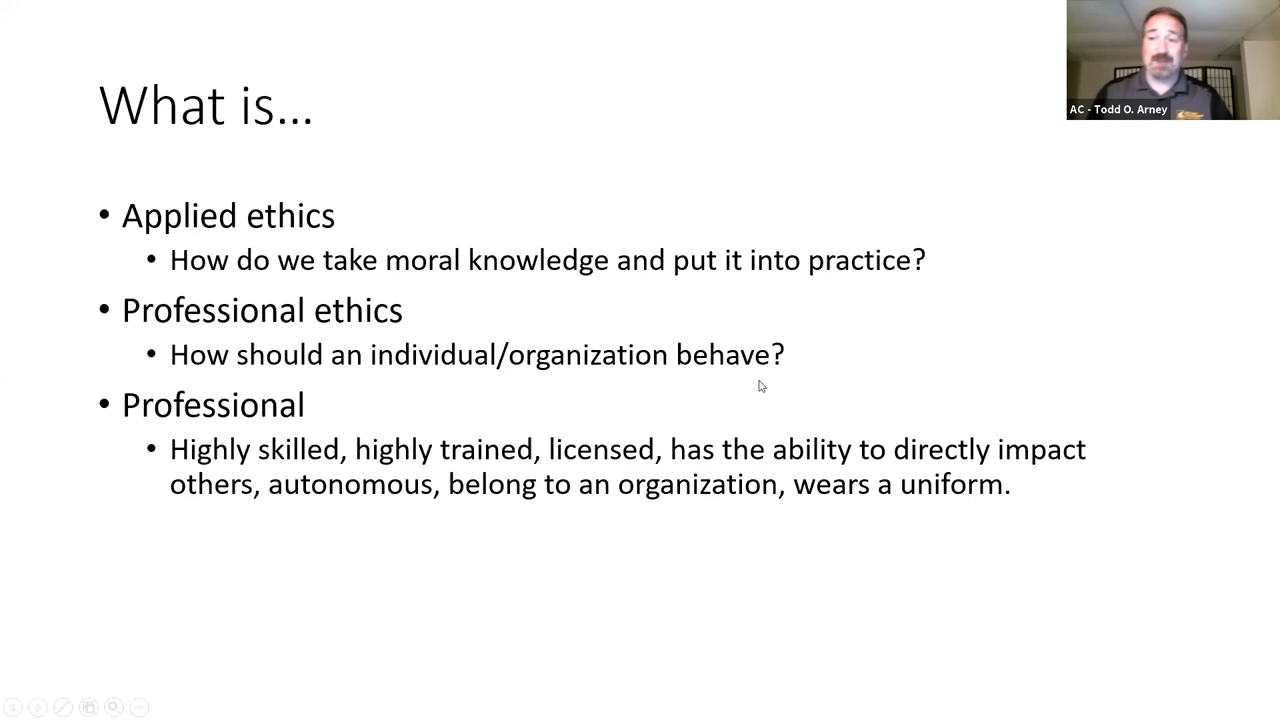 What is...
AC - Todd O. Arney
• Applied ethics
• How do we take moral knowledge and put it into practice?
• Professional ethics
• How should an individual/organization behave?
• Professional
• Highly skilled, highly trained, licensed, has the ability to directly impact
others, autonomous, belong to an organization, wears a uniform.